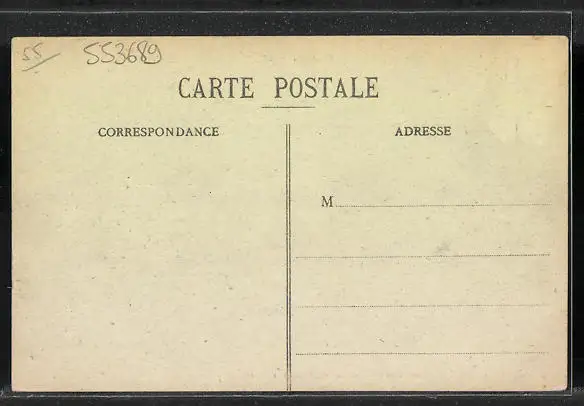 55 553689
CARTE POSTALE
CORRESPONDANCE ADRESSE
M